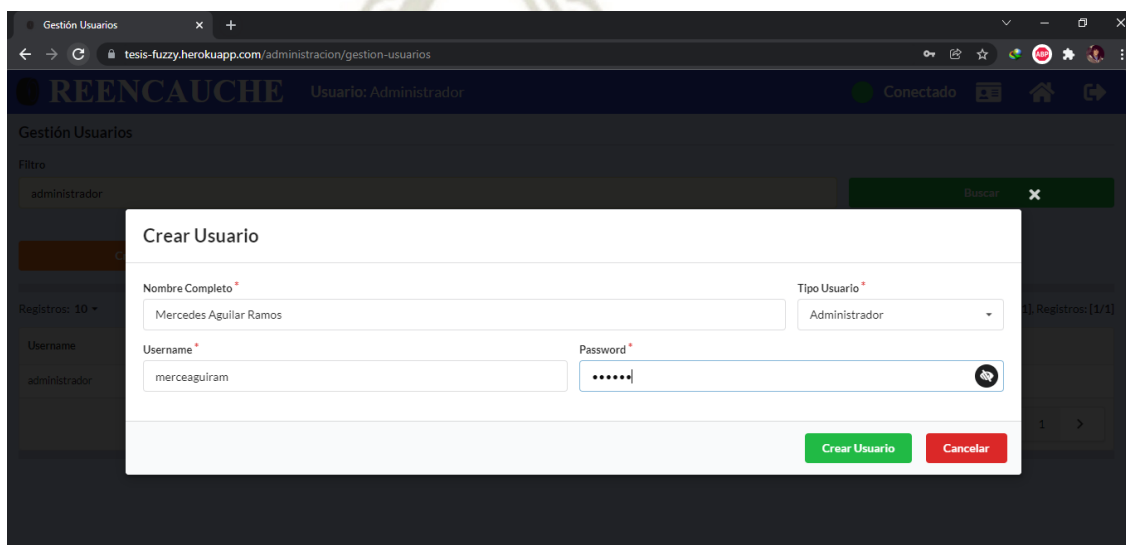 Gestión Usuarios
tesis-fuzzy.herokuapp.com/administracion/gestion-usuarios
ABP
REENCAUCHE Usuario: Administrador Conectado
Gestión Usuarios
Filtro
administrador Buscar
Crear Usuario
Nombre Completo * Tipo Usuario *
Mercedes Aguilar Ramos Administrador
Registros: 10 1], Registros: [1/1]
Username
Username * Password *
merceaguiram ••••••
administrador
1
Crear Usuario Cancelar